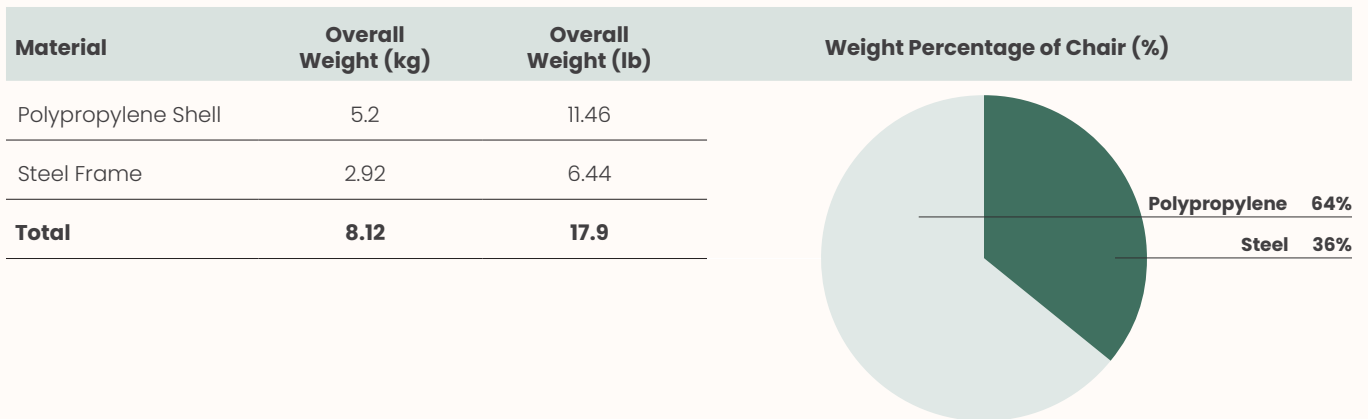 Material Overall Weight (kg) Overall Weight (lb) Weight Percentage of Chair (%)
Polypropylene Shell 5.2 11.46
Steel Frame 2.92 6.44
Total 8.12 17.9
Polypropylene 64%
Steel 36%